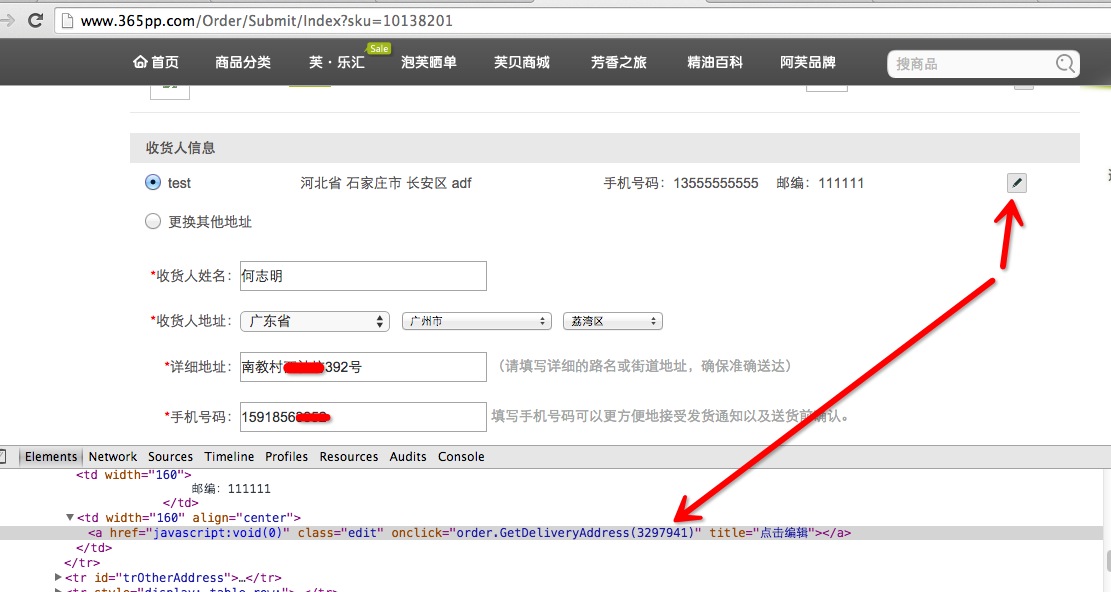 www.365pp.com/Order/Submit/Index?sku=10138201
首页 商品分类 芙·乐汇 Sale 泡芙晒单 芙贝商城 芳香之旅 精油百科 阿芙品牌 搜商品
收货人信息
test 河北省 石家庄市 长安区 adf 手机号码：13555555555 邮编：111111
更换其他地址
*收货人姓名：何志明
*收货人地址：广东省 广州市 荔湾区
*详细地址：南教村 392号 （请填写详细的路名或街道地址，确保准确送达）
*手机号码：1591856 填写手机号码可以更方便地接受发货通知以及送货前确认。
Elements Network Sources Timeline Profiles Resources Audits Console
<td width="160">
邮编：111111
</td>
▼<td width="160" align="center">
<a href="javascript:void(0)" class="edit" onclick="order.GetDeliveryAddress(3297941)" title="点击编辑"></a>
</td>
</tr>
▶<tr id="trOtherAddress">…</tr>
▶<tr style="display: table-row;">…</tr>